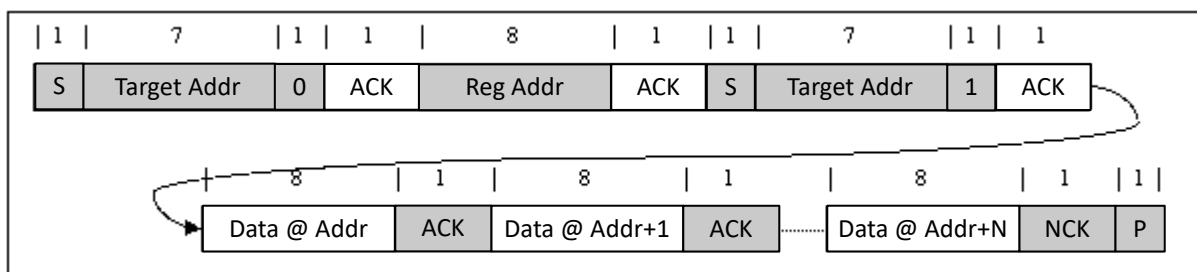 | 1 | 7 | 1 | 1 | 8 | 1 | 1 | 7 | 1 | 1
S Target Addr 0 ACK Reg Addr ACK S Target Addr 1 ACK
| 8 | 1 | 8 | 1 | 8 | 1 | 1 |
Data @ Addr ACK Data @ Addr+1 ACK Data @ Addr+N NCK P